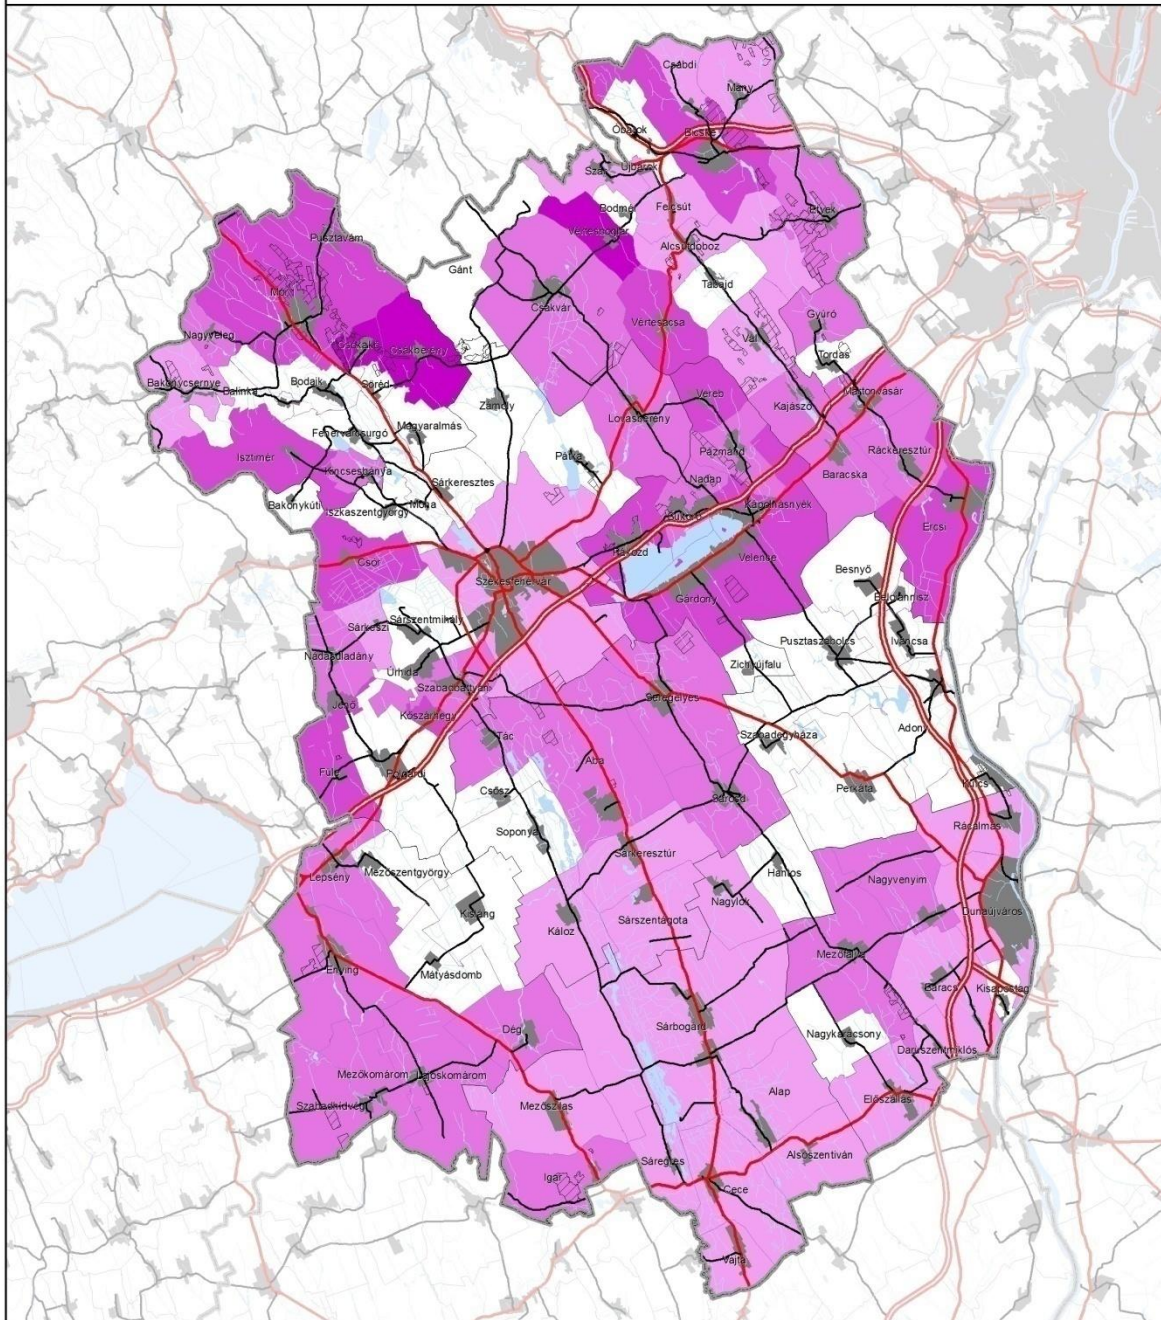 Csabdi
Mány
Óbarok
Bicske
Szár
Újbarok
Bodmér
Felcsút
Etyek
Vértesboglár
Pusztavám
Alcsútdoboz
Gánt
Tabajd
Mór
Csákvár
Gyúró
Vértesacsa
Nagyveleg
Vál
Csókakő
Csákberény
Tordas
Bakonycsernye
Balinka
Bodajk
Söréd
Zámoly
Vereb
Martonvásár
Kajászó
Lovasberény
Fehérvárcsurgó
Magyaralmás
Isztimér
Pátka
Pázmánd
Ráckeresztúr
Kincsesbánya
Baracska
Sárkeresztes
Nadap
Bakonykúti
Iszkaszentgyörgy
Moha
Kápolnásnyék
Sukoró
Ercsi
Pákozd
Velence
Csór
Besnyő
Székesfehérvár
Gárdony
Beloiannisz
Sárszentmihály
Sárkeszi
Iváncsa
Pusztaszabolcs
Nádasdladány
Zichyújfalu
Úrhida
Szabadbattyán
Seregélyes
Jenő
Kőszárhegy
Adony
Tác
Szabadegyháza
Aba
Füle
Polgárdi
Kulcs
Perkáta
Csősz
Sárosd
Rácalmás
Soponya
Sárkeresztúr
Mezőszentgyörgy
Hantos
Lepsény
Nagyvenyim
Nagylók
Kisláng
Dunaújváros
Sárszentágota
Káloz
Mezőfalva
Enying
Mátyásdomb
Baracs
Kisapostag
Sárbogárd
Dég
Nagykarácsony
Daruszentmiklós
Mezőkomárom
Lajoskomárom
Alap
Előszállás
Szabadhídvég
Mezőszilas
Alsószentiván
Sáregres
Igar
Cece
Vajta